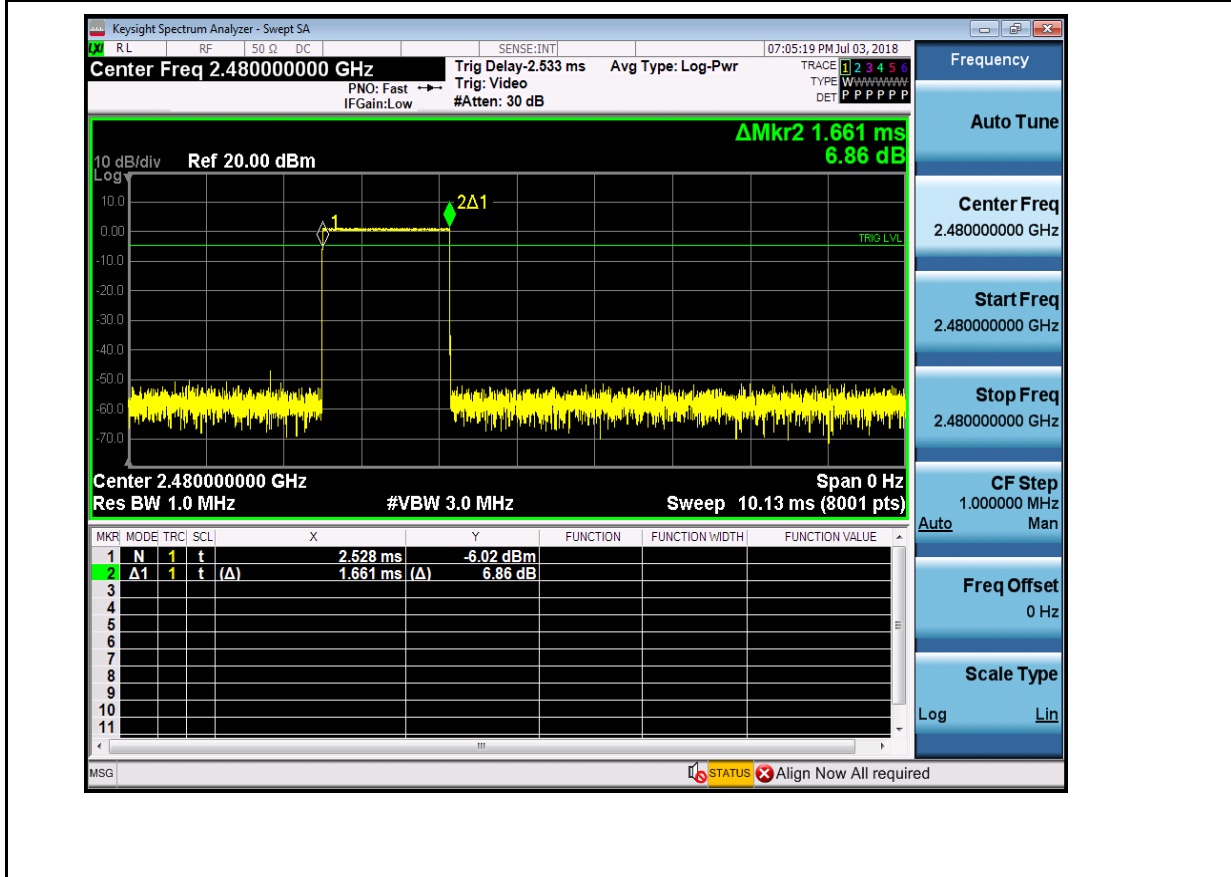 Keysight Spectrum Analyzer - Swept SA
LXI RL RF 50 Ω DC SENSE:INT 07:05:19 PM Jul 03, 2018
Center Freq 2.480000000 GHz
PNO: Fast
IFGain:Low
Trig Delay-2.533 ms
Trig: Video
#Atten: 30 dB
Avg Type: Log-Pwr
TRACE 1 2 3 4 5 6
TYPE WWWWWWW
DET P P P P P P
ΔMkr2 1.661 ms
6.86 dB
10 dB/div Ref 20.00 dBm
Log
10.0
0.00
-10.0
-20.0
-30.0
-40.0
-50.0
-60.0
-70.0
1
2Δ1
TRIG LVL
Center 2.480000000 GHz Span 0 Hz
Res BW 1.0 MHz #VBW 3.0 MHz Sweep 10.13 ms (8001 pts)
MKR MODE TRC SCL X Y FUNCTION FUNCTION WIDTH FUNCTION VALUE
1 N 1 t 2.528 ms -6.02 dBm
2 Δ1 1 t (Δ) 1.661 ms (Δ) 6.86 dB
3
4
5
6
7
8
9
10
11
MSG STATUS Align Now All required
Frequency
Auto Tune
Center Freq
2.480000000 GHz
Start Freq
2.480000000 GHz
Stop Freq
2.480000000 GHz
CF Step
1.000000 MHz
Auto Man
Freq Offset
0 Hz
Scale Type
Log Lin